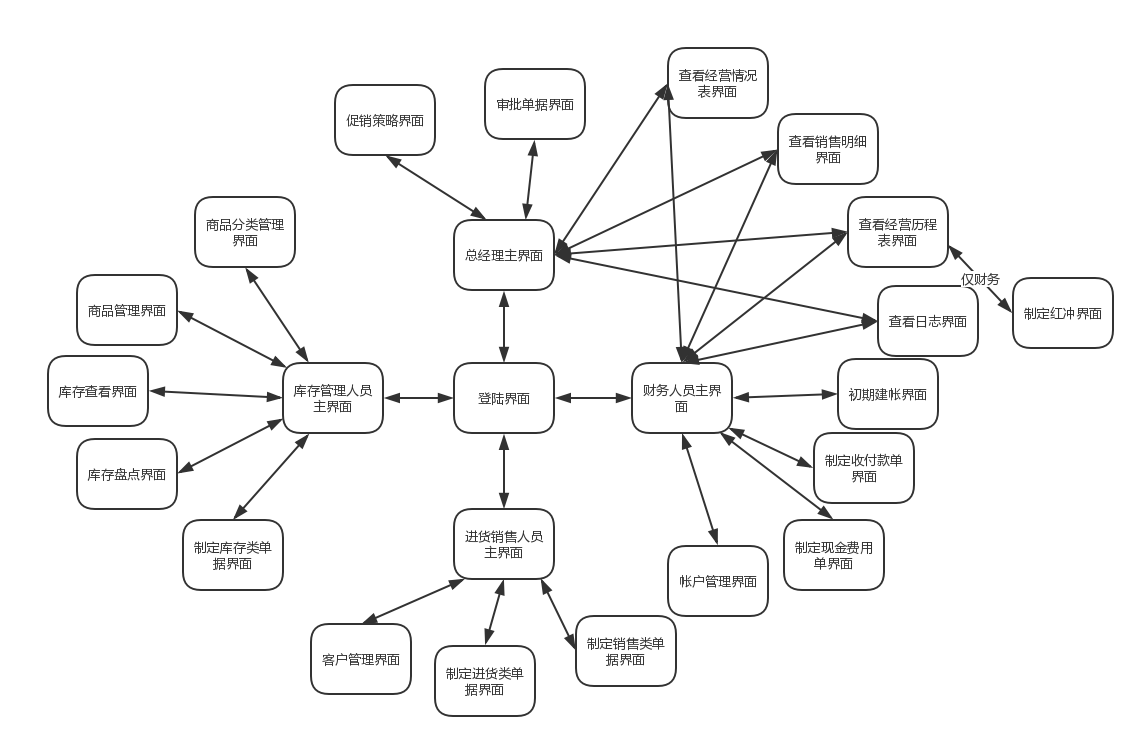 查看经营情况
表界面
审批单据界面
促销策略界面
查看销售明细
界面
商品分类管理
界面
总经理主界面
查看经营历程
表界面
仅财务
商品管理界面
查看日志界面
制定红冲界面
库存查看界面
库存管理人员
主界面
登陆界面
财务人员主界
面
初期建帐界面
库存盘点界面
制定收付款单
界面
制定库存类单
据界面
进货销售人员
主界面
制定现金费用
单界面
帐户管理界面
客户管理界面
制定进货类单
据界面
制定销售类单
据界面